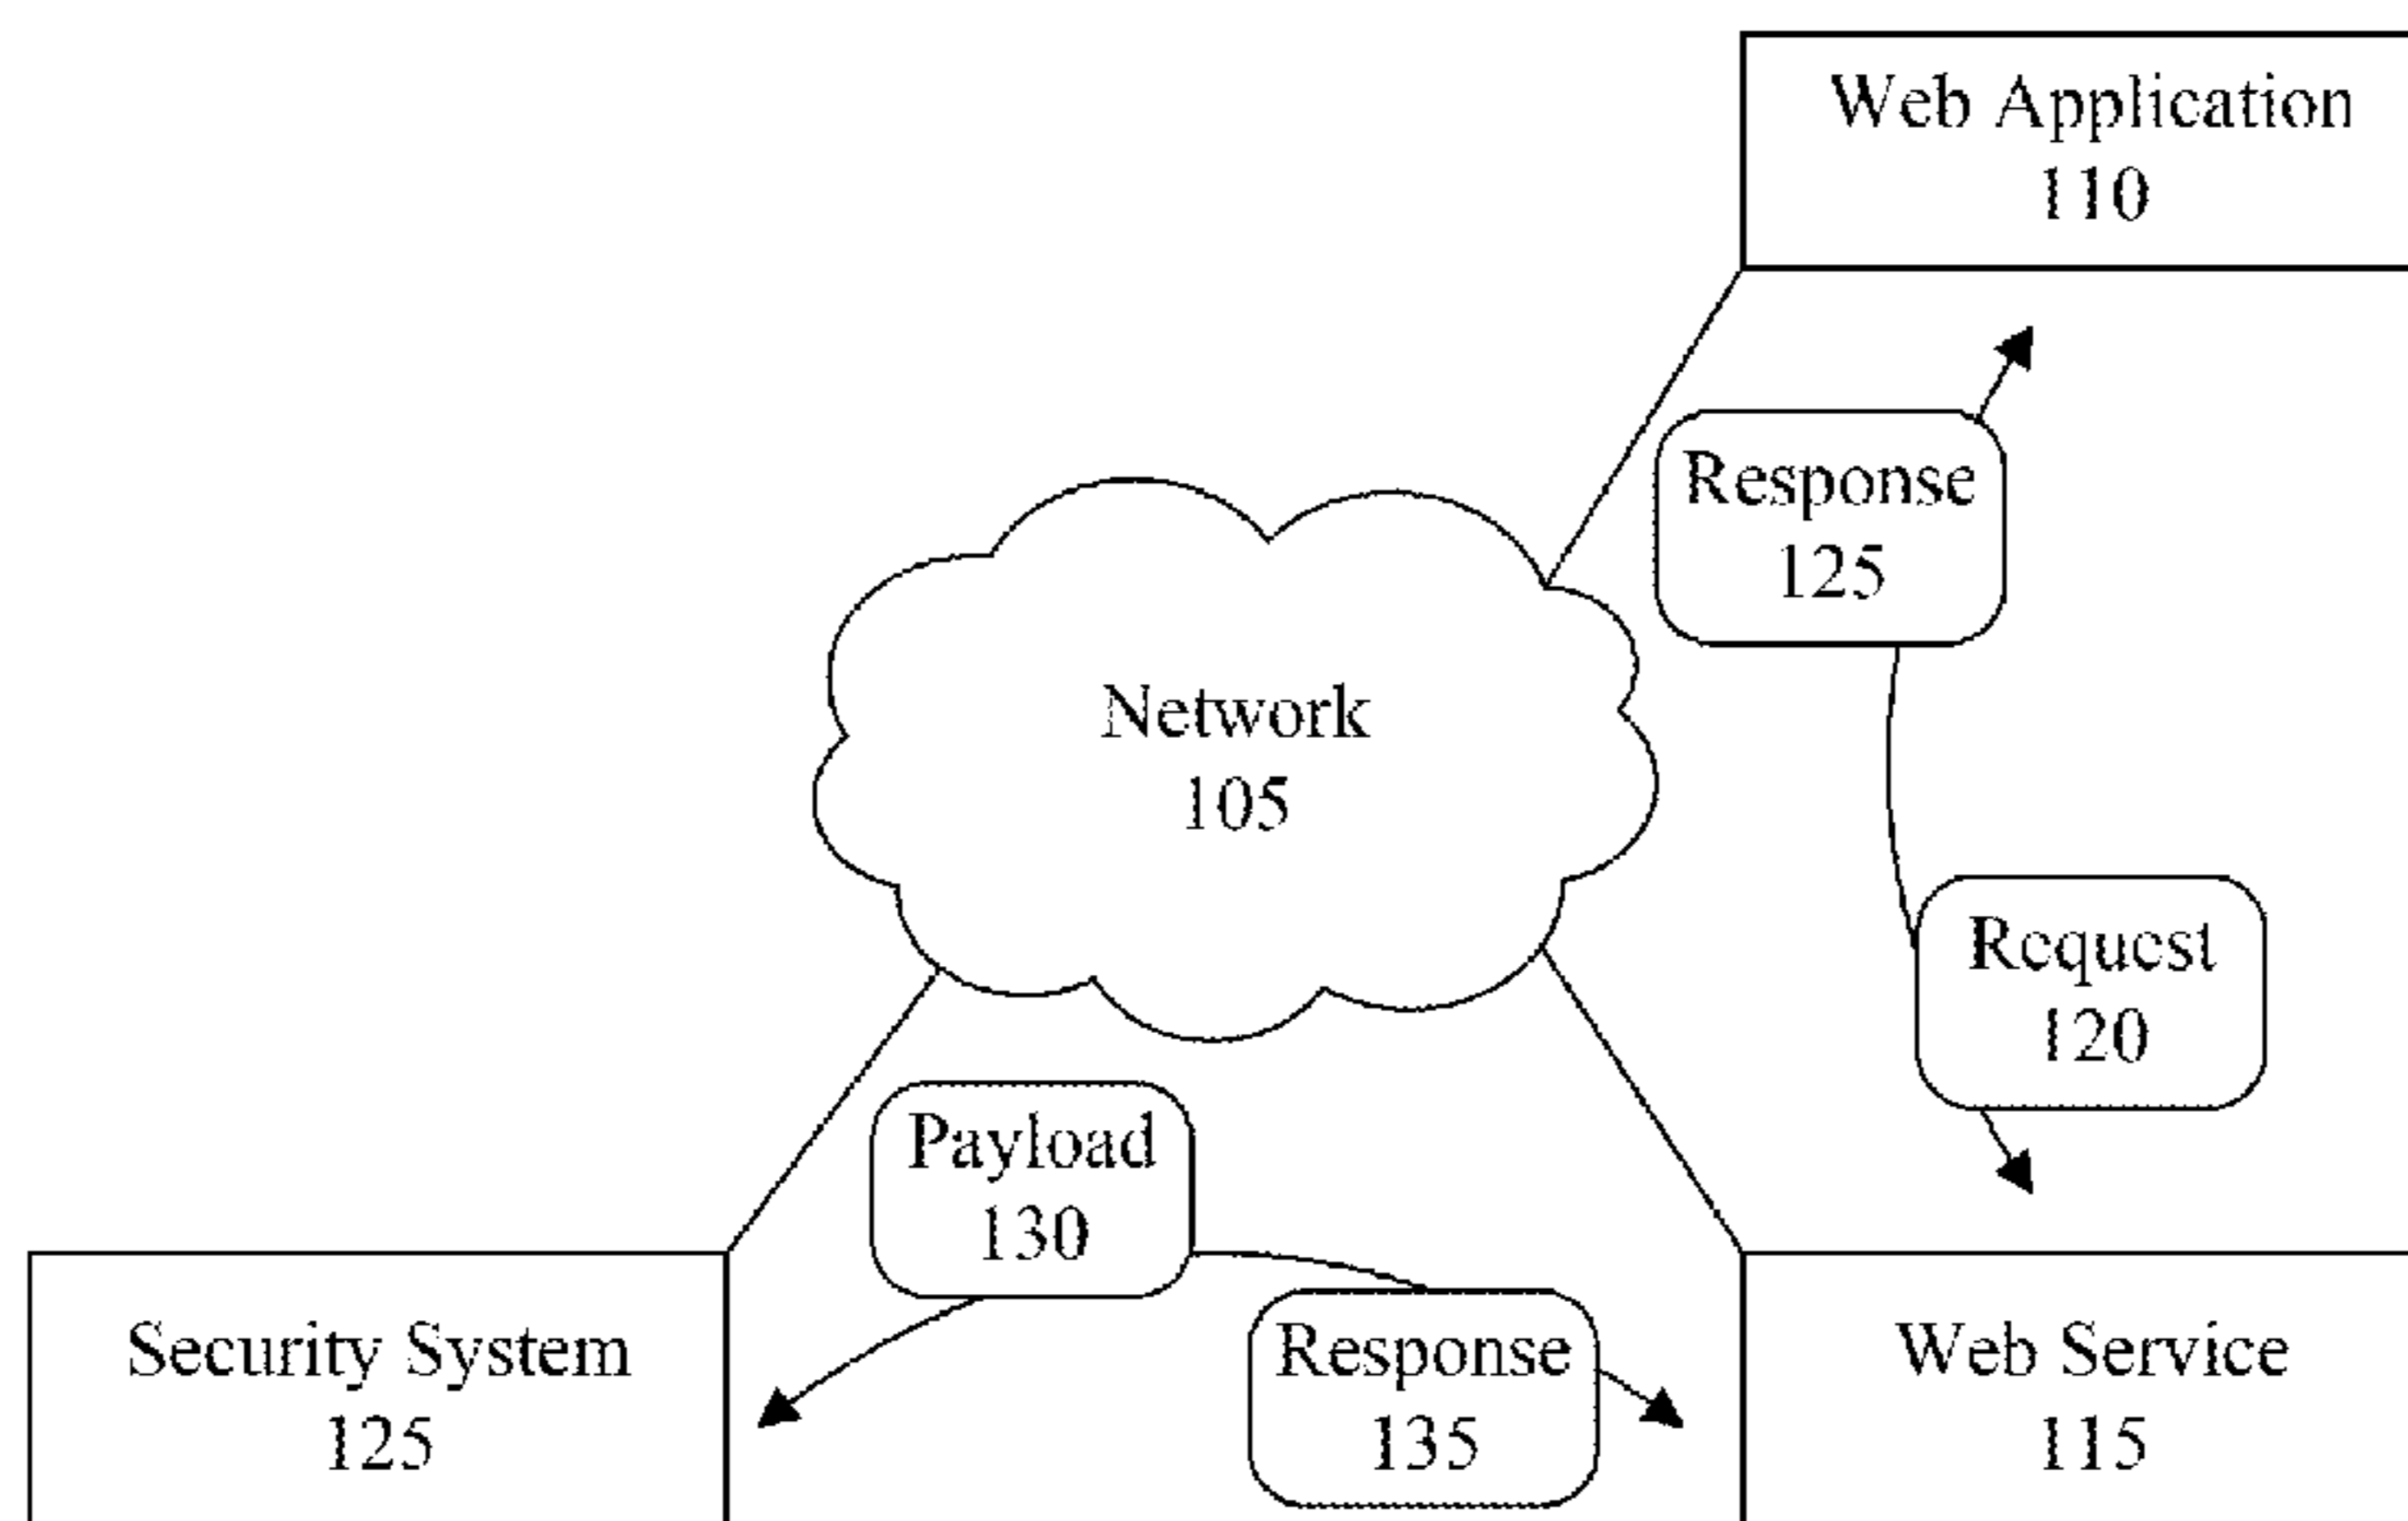 Web Application
110
Response
125
Network
105
Request
120
Payload
130
Response
135
Security System
125
Web Service
115